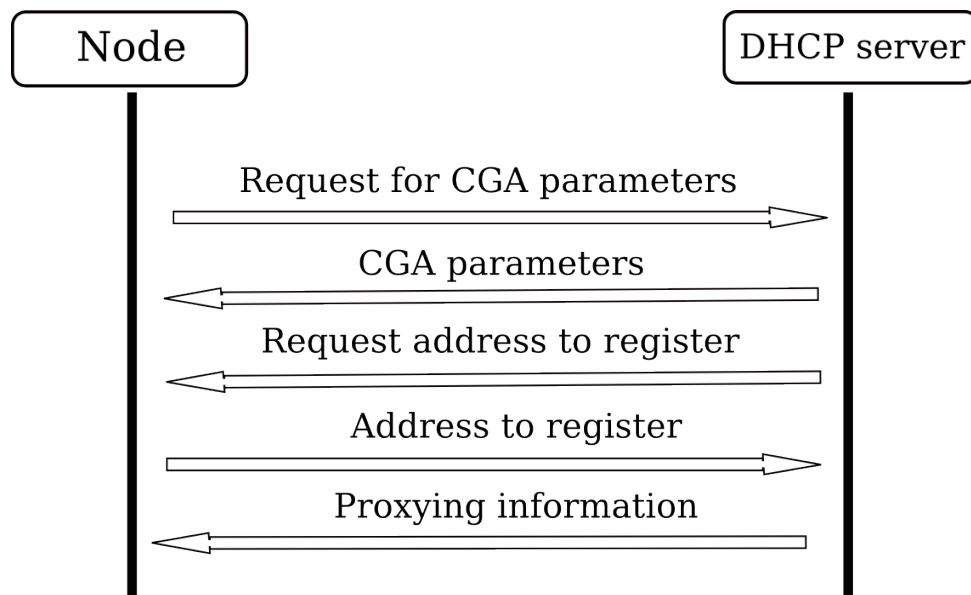 Node
DHCP server
Request for CGA parameters
CGA parameters
Request address to register
Address to register
Proxying information